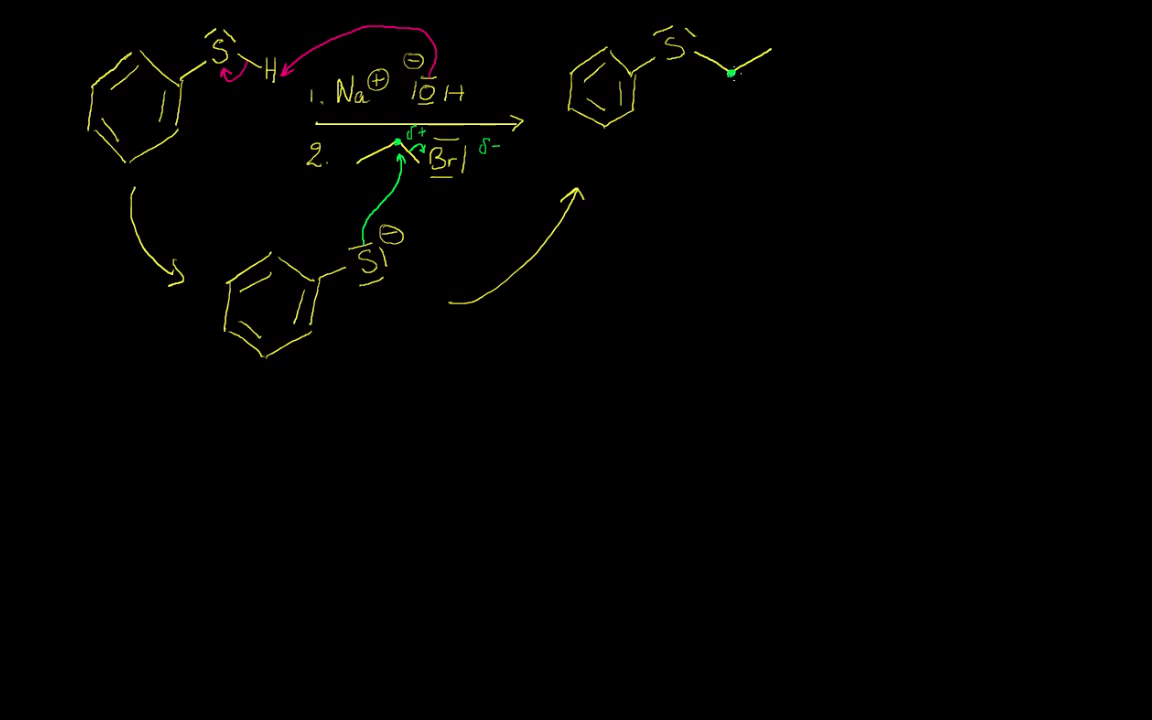 S
H
1. Na⊕ ⊖|OH
2. Br| δ+ δ-
S| ⊖
S